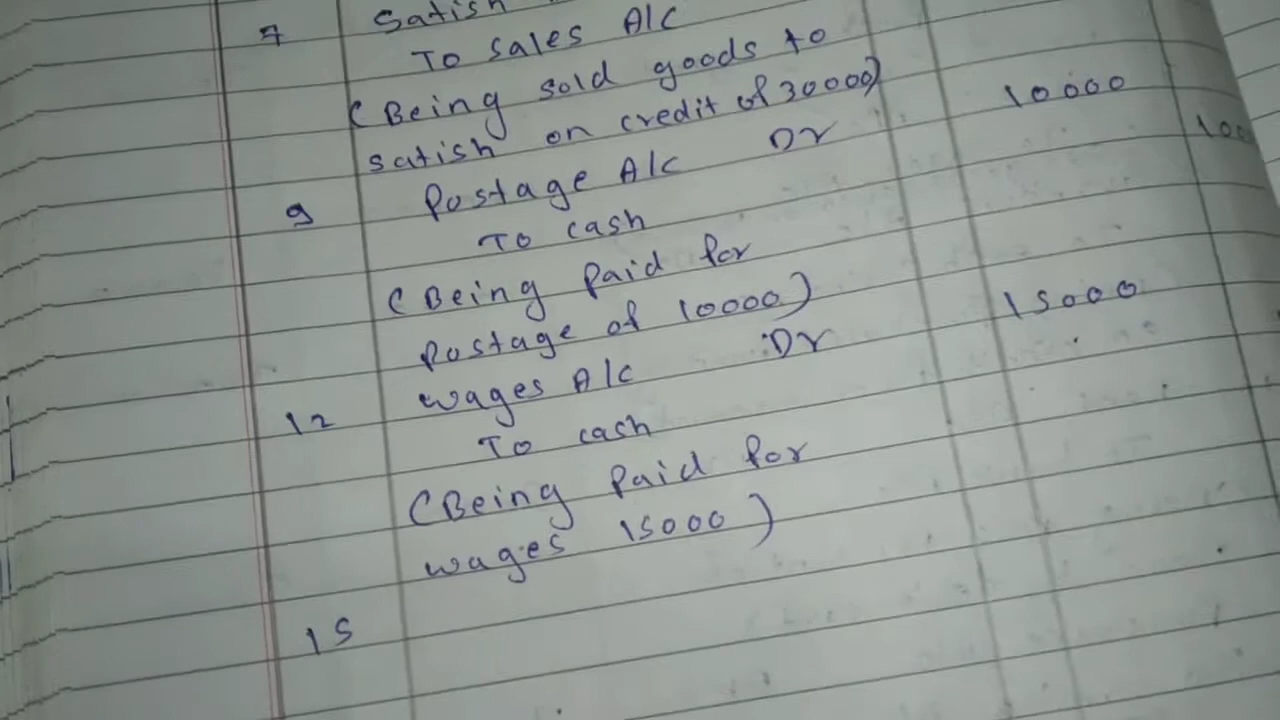 7 Satish
To Sales A/c
(Being sold goods to
satish on credit of 30000)
Postage A/c Dr 10000
9 To cash 100
(Being Paid for
Postage of 10000)
wages A/c Dr 15000
12 To cash
(Being Paid for
wages 15000)
15